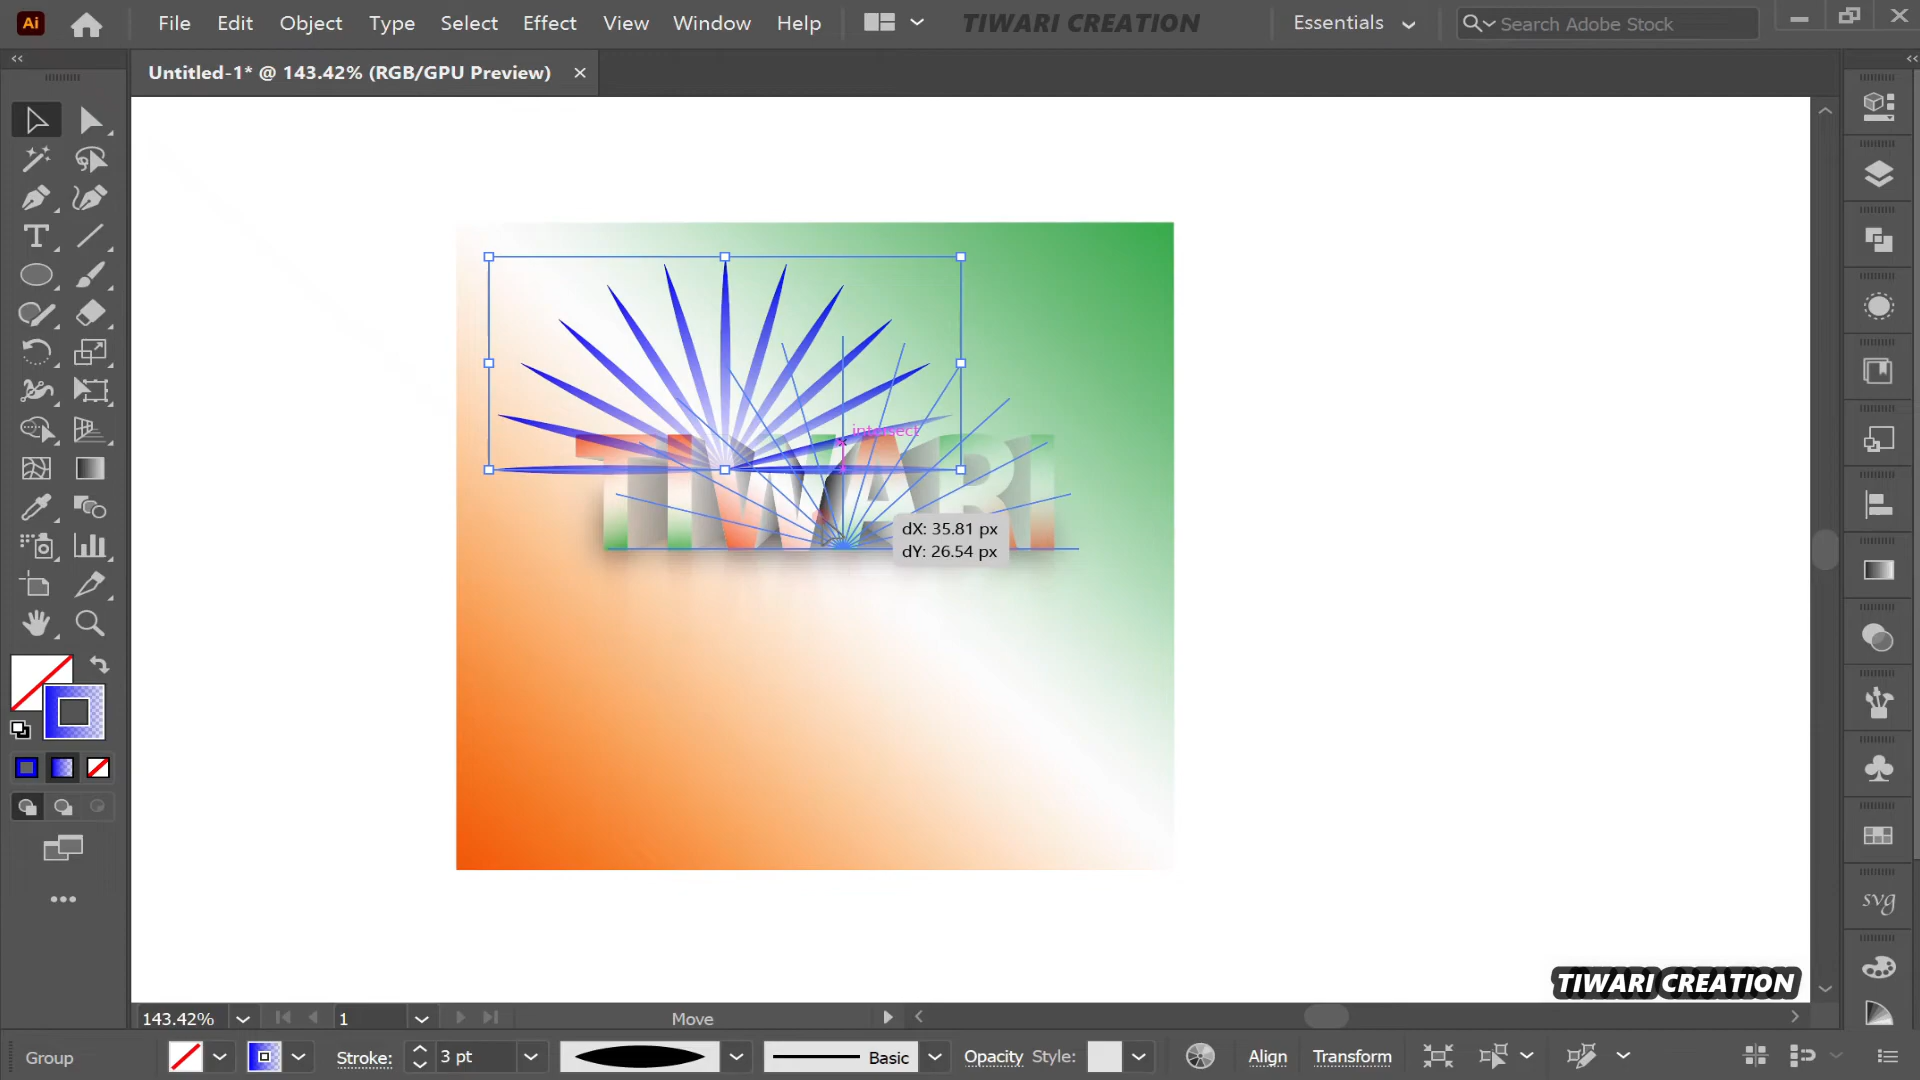 Ai File Edit Object Type Select Effect View Window Help TIWARI CREATION Essentials Search Adobe Stock
Untitled-1* @ 143.42% (RGB/GPU Preview)
intersect
TIWARI
dX: 35.81 px
dY: 26.54 px
svg
TIWARI CREATION
143.42% 1 Move
Group Stroke: 3 pt Basic Opacity Style: Align Transform